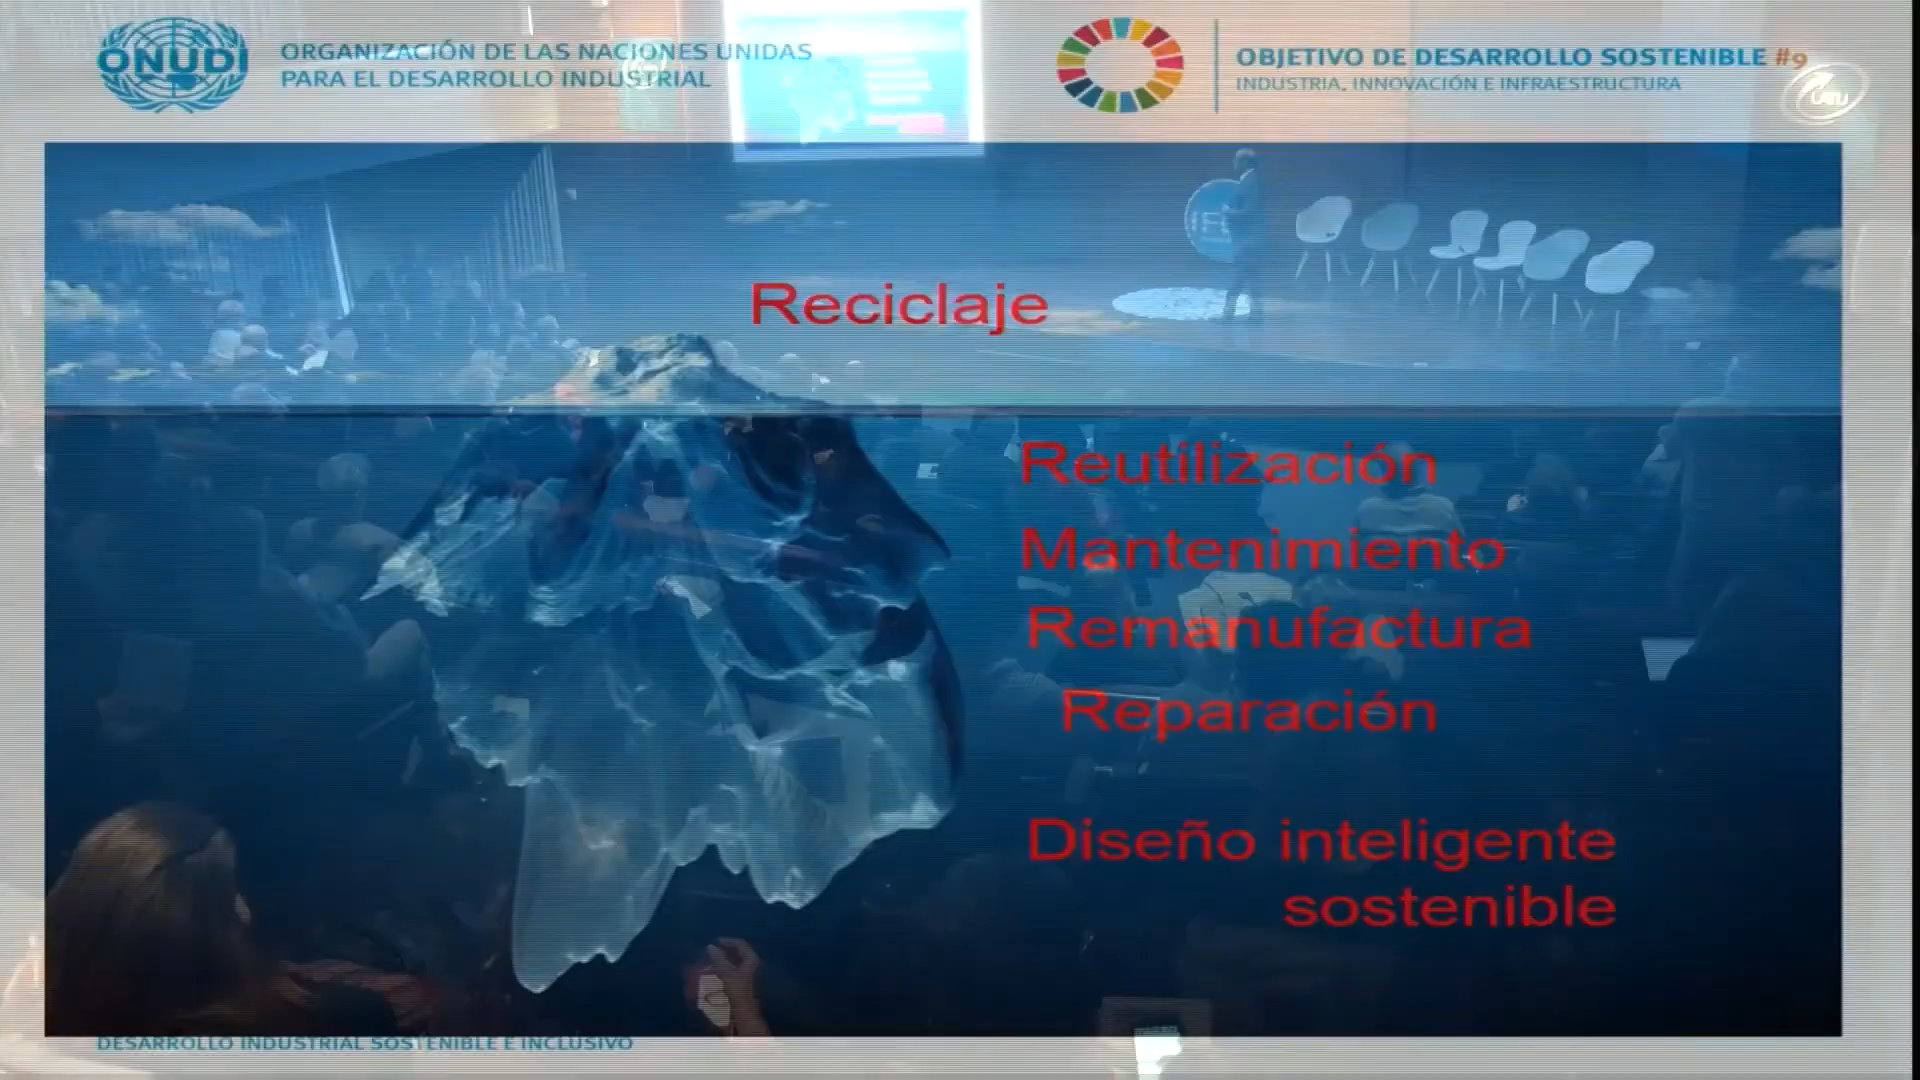 ONUDI
ORGANIZACIÓN DE LAS NACIONES UNIDAS
PARA EL DESARROLLO INDUSTRIAL
OBJETIVO DE DESARROLLO SOSTENIBLE #9
INDUSTRIA, INNOVACIÓN E INFRAESTRUCTURA
LATU
Reciclaje
Reutilización
Mantenimiento
Remanufactura
Reparación
Diseño inteligente
sostenible
DESARROLLO INDUSTRIAL SOSTENIBLE E INCLUSIVO